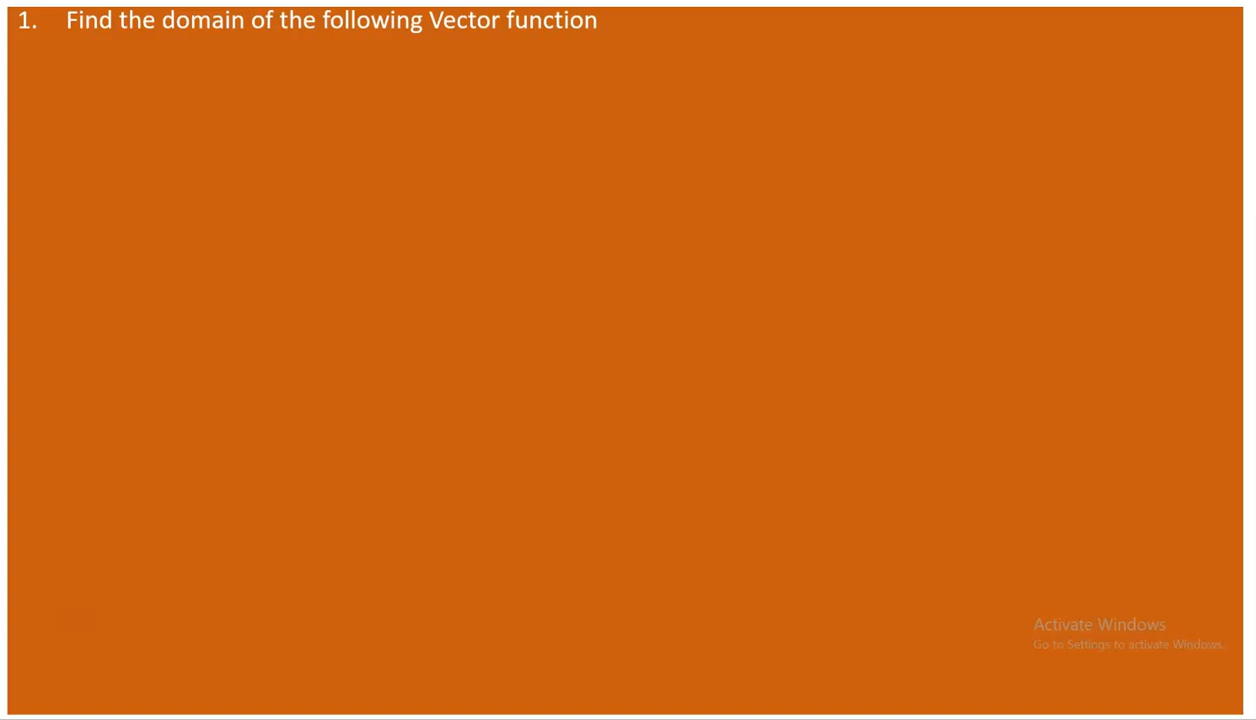 1. Find the domain of the following Vector function
Activate Windows
Go to Settings to activate Windows.